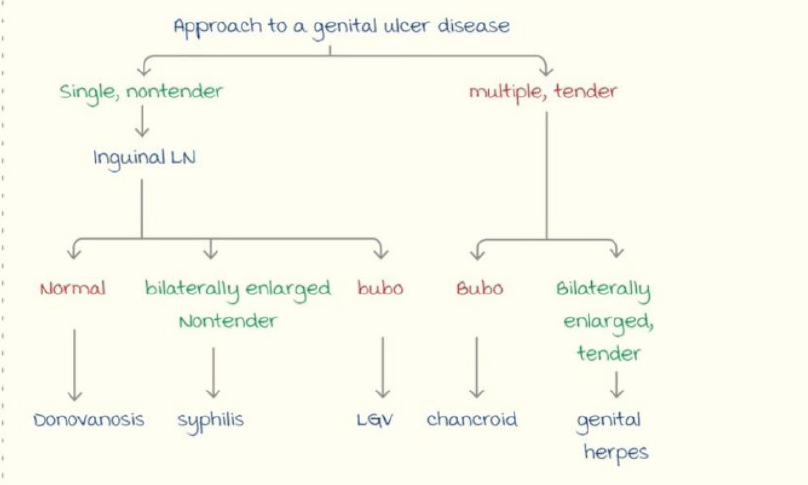 Approach to a genital ulcer disease
Single, nontender
multiple, tender
Inguinal LN
Normal
bilaterally enlarged
Nontender
bubo
Bubo
Bilaterally
enlarged,
tender
Donovanosis
syphilis
LGV
chancroid
genital
herpes